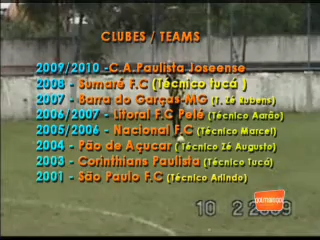 CLUBES / TEAMS
2009/2010 -C.A.Paulista Joseense
2008 - Sumaré F.C (Técnico tucá )
2007 - Barra do Garças-MG (T. Zé Rubens)
2006/2007 - Litoral F.C Pelé (Técnico Aarão)
2005/2006 - Nacional F.C (Técnico Marcel)
2004 - Pão de Açucar ( Técnico Zé Augusto)
2003 - Corinthians Paulista (Técnico Tucá)
2001 - São Paulo F.C (Técnico Arlindo)
10 2 2009